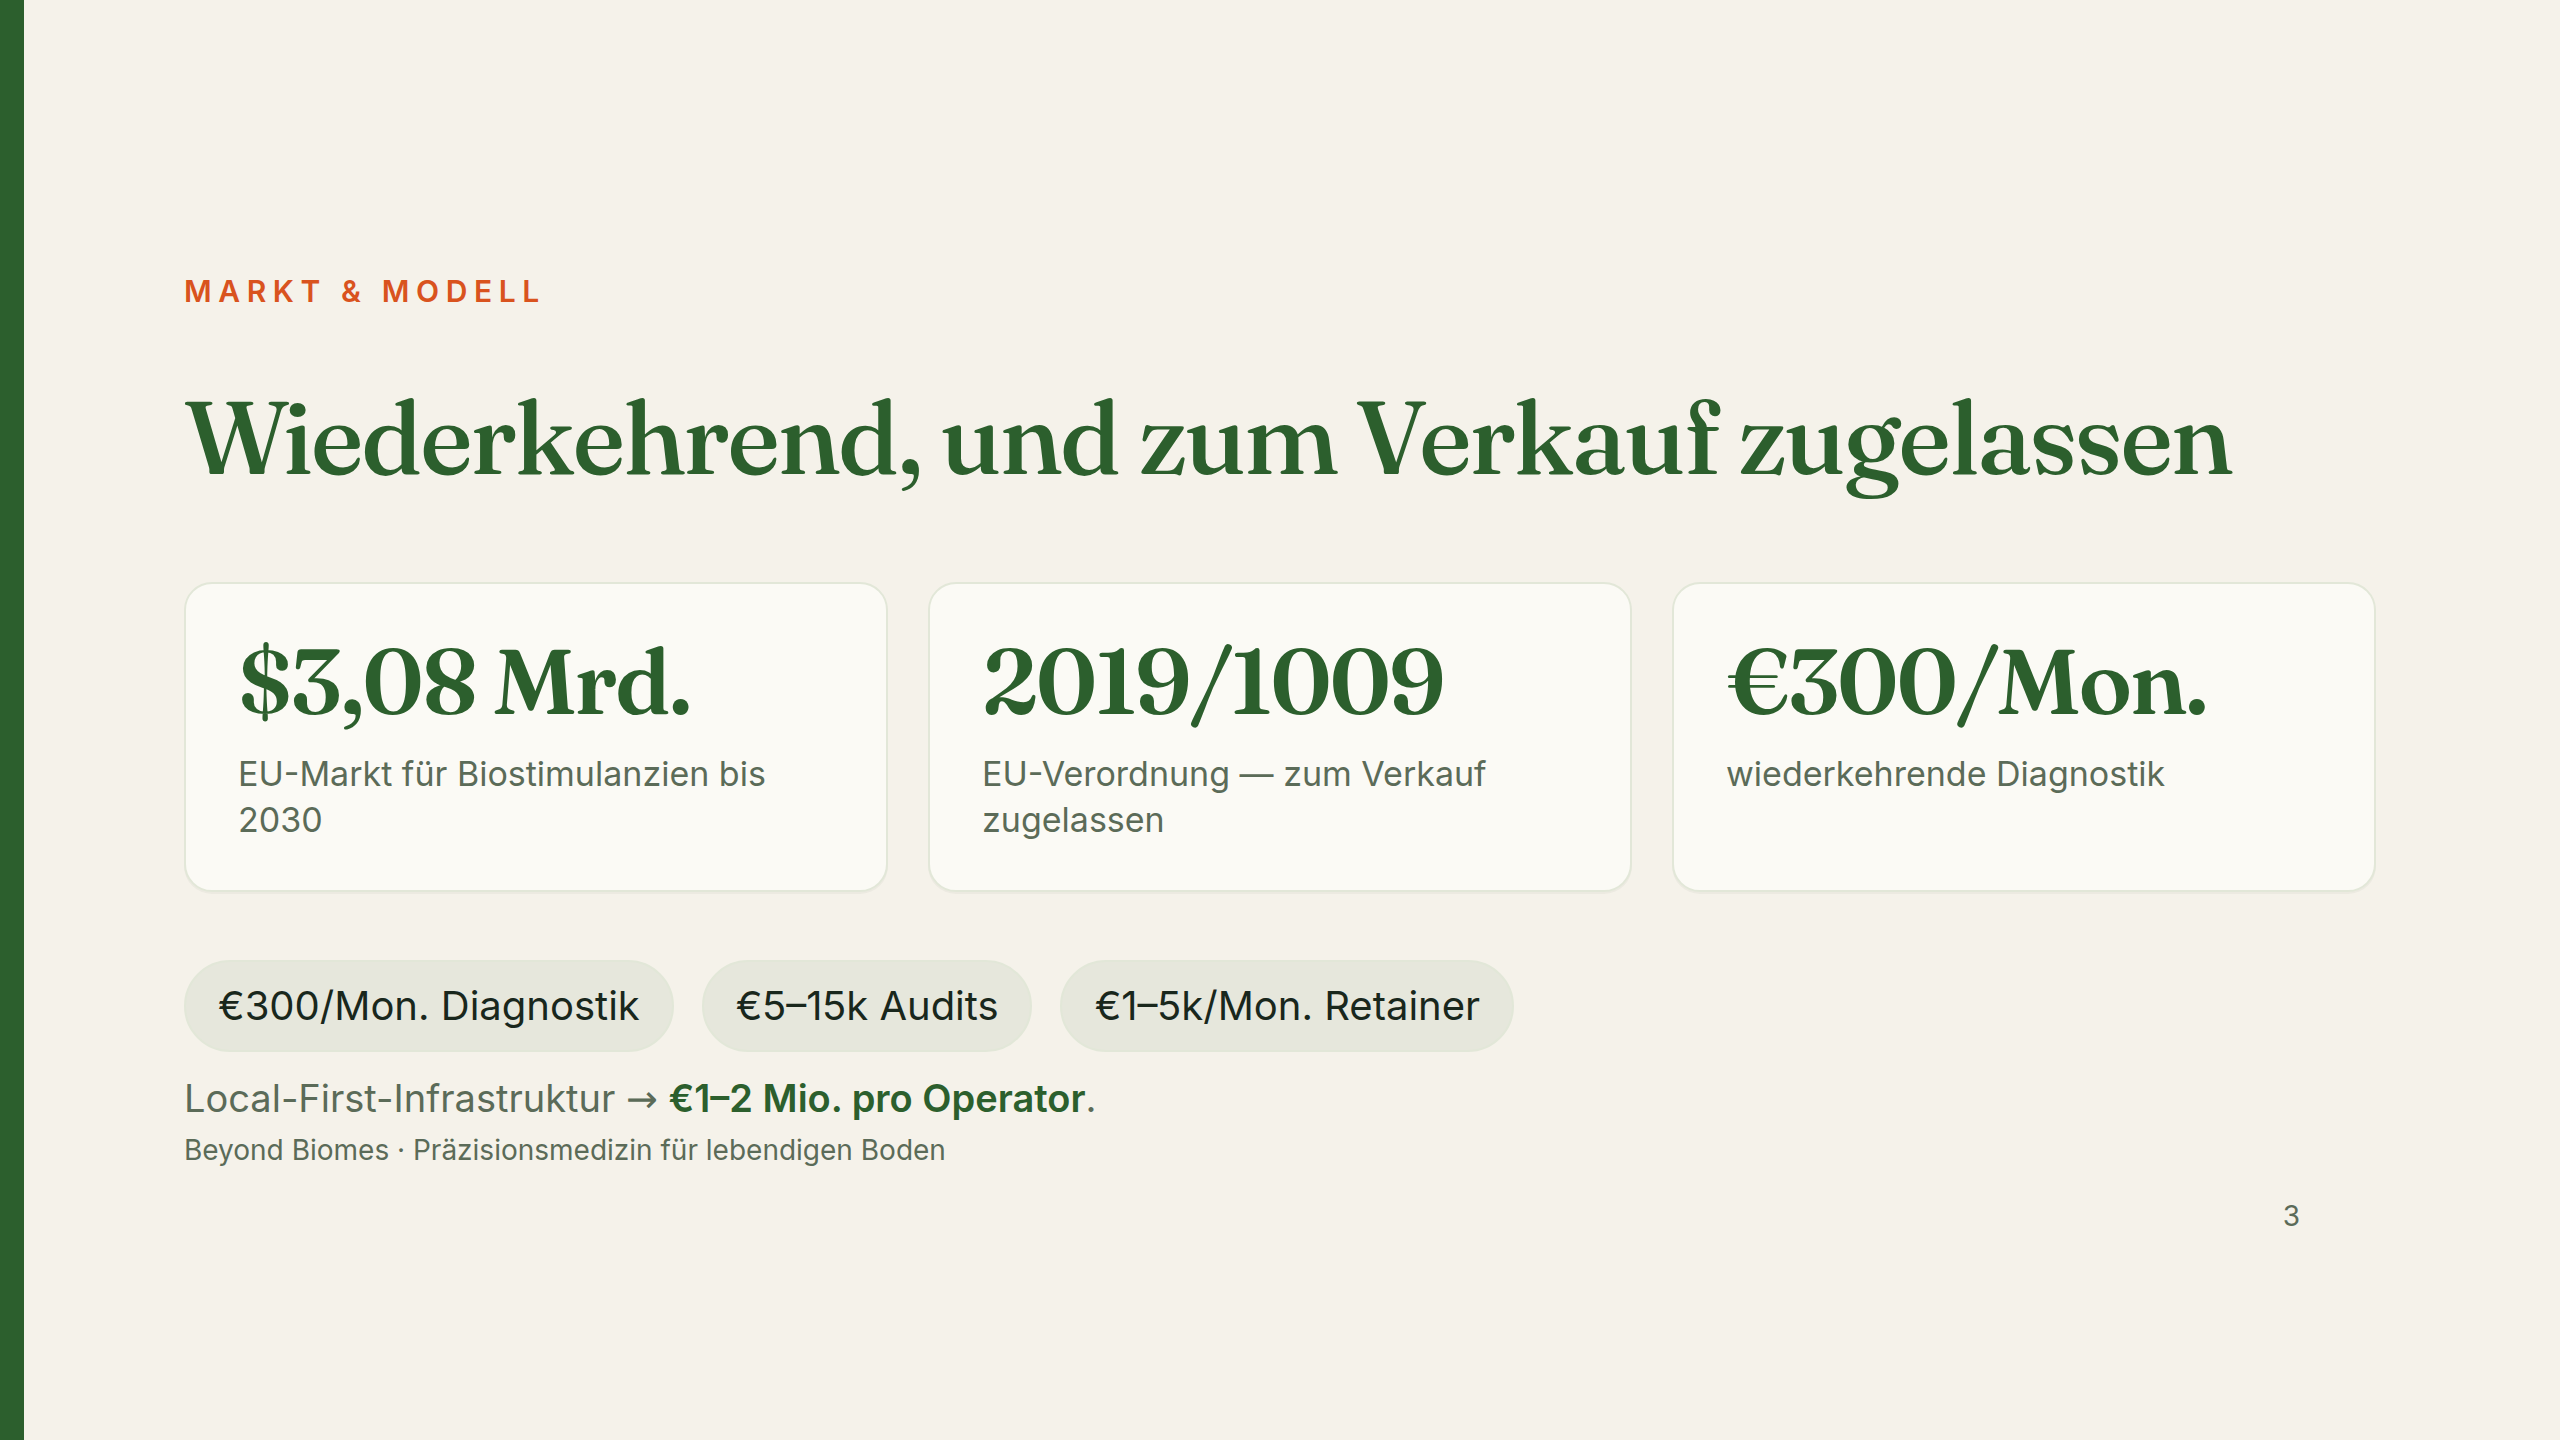 MARKT & MODELL
Wiederkehrend, und zum Verkauf zugelassen
$3,08 Mrd.
EU-Markt für Biostimulanzien bis
2030
2019/1009
EU-Verordnung — zum Verkauf
zugelassen
€300/Mon.
wiederkehrende Diagnostik
€300/Mon. Diagnostik
€5–15k Audits
€1–5k/Mon. Retainer
Local-First-Infrastruktur → €1–2 Mio. pro Operator.
Beyond Biomes · Präzisionsmedizin für lebendigen Boden
3